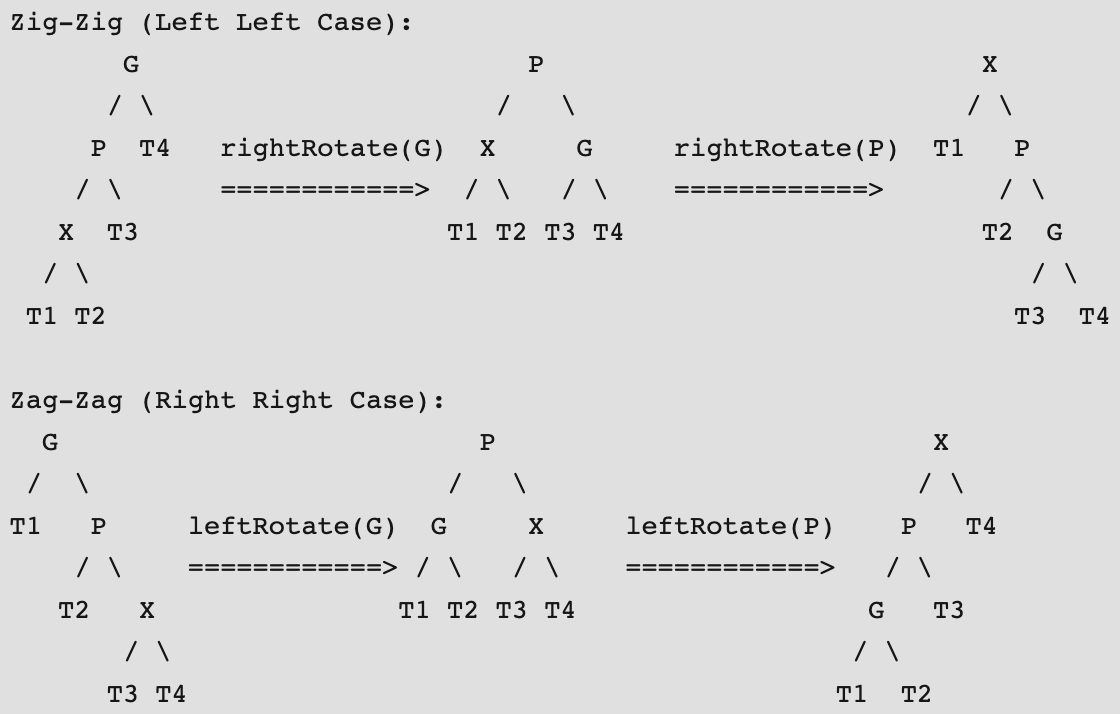 Zig-Zig (Left Left Case):
G P X
/ \ / \ / \
P T4 rightRotate(G) X G rightRotate(P) T1 P
/ \ ============> / \ / \ ============> / \
X T3 T1 T2 T3 T4 T2 G
/ \ / \
T1 T2 T3 T4
Zag-Zag (Right Right Case):
G P X
/ \ / \ / \
T1 P leftRotate(G) G X leftRotate(P) P T4
/ \ ============> / \ / \ ============> / \
T2 X T1 T2 T3 T4 G T3
/ \ / \
T3 T4 T1 T2